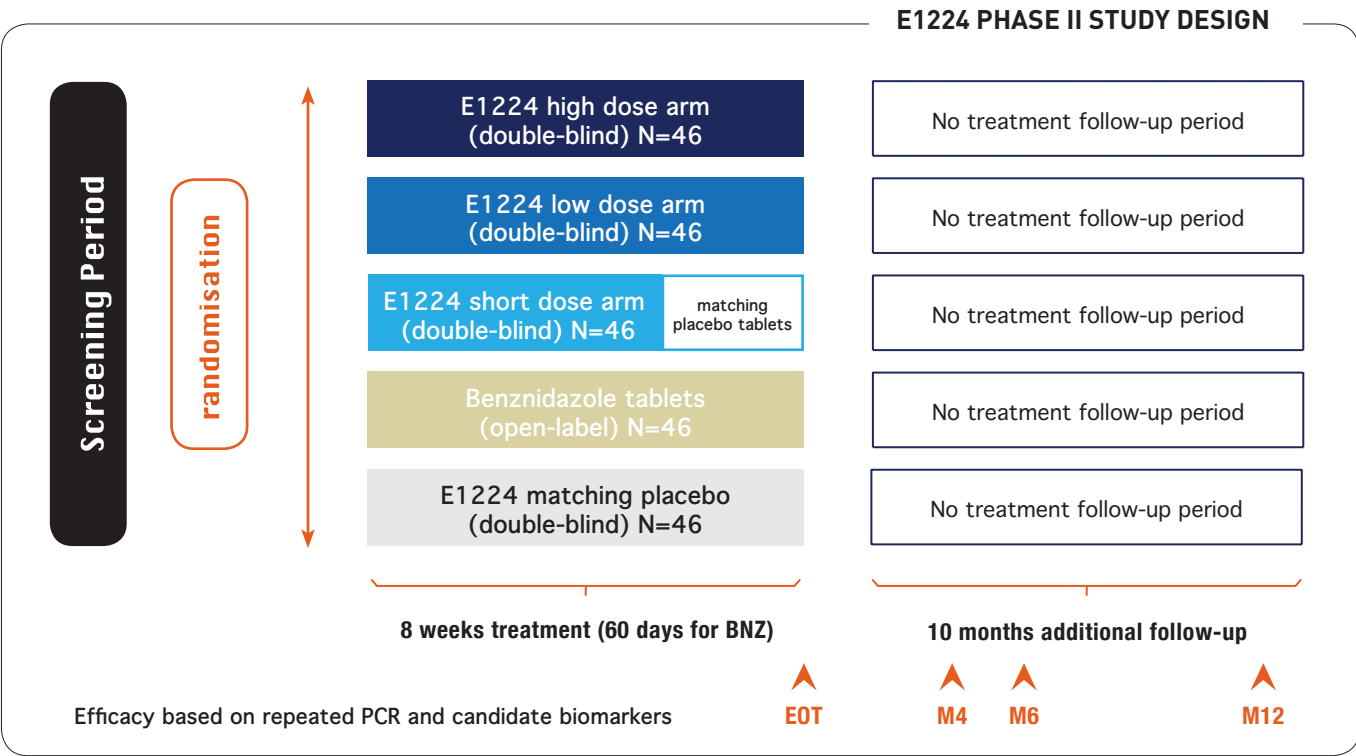 E1224 PHASE II STUDY DESIGN
Screening Period
randomisation
E1224 high dose arm
(double-blind) N=46
No treatment follow-up period
E1224 low dose arm
(double-blind) N=46
No treatment follow-up period
E1224 short dose arm
(double-blind) N=46
matching
placebo tablets
No treatment follow-up period
Benznidazole tablets
(open-label) N=46
No treatment follow-up period
E1224 matching placebo
(double-blind) N=46
No treatment follow-up period
8 weeks treatment (60 days for BNZ)
10 months additional follow-up
Efficacy based on repeated PCR and candidate biomarkers
EOT
M4
M6
M12